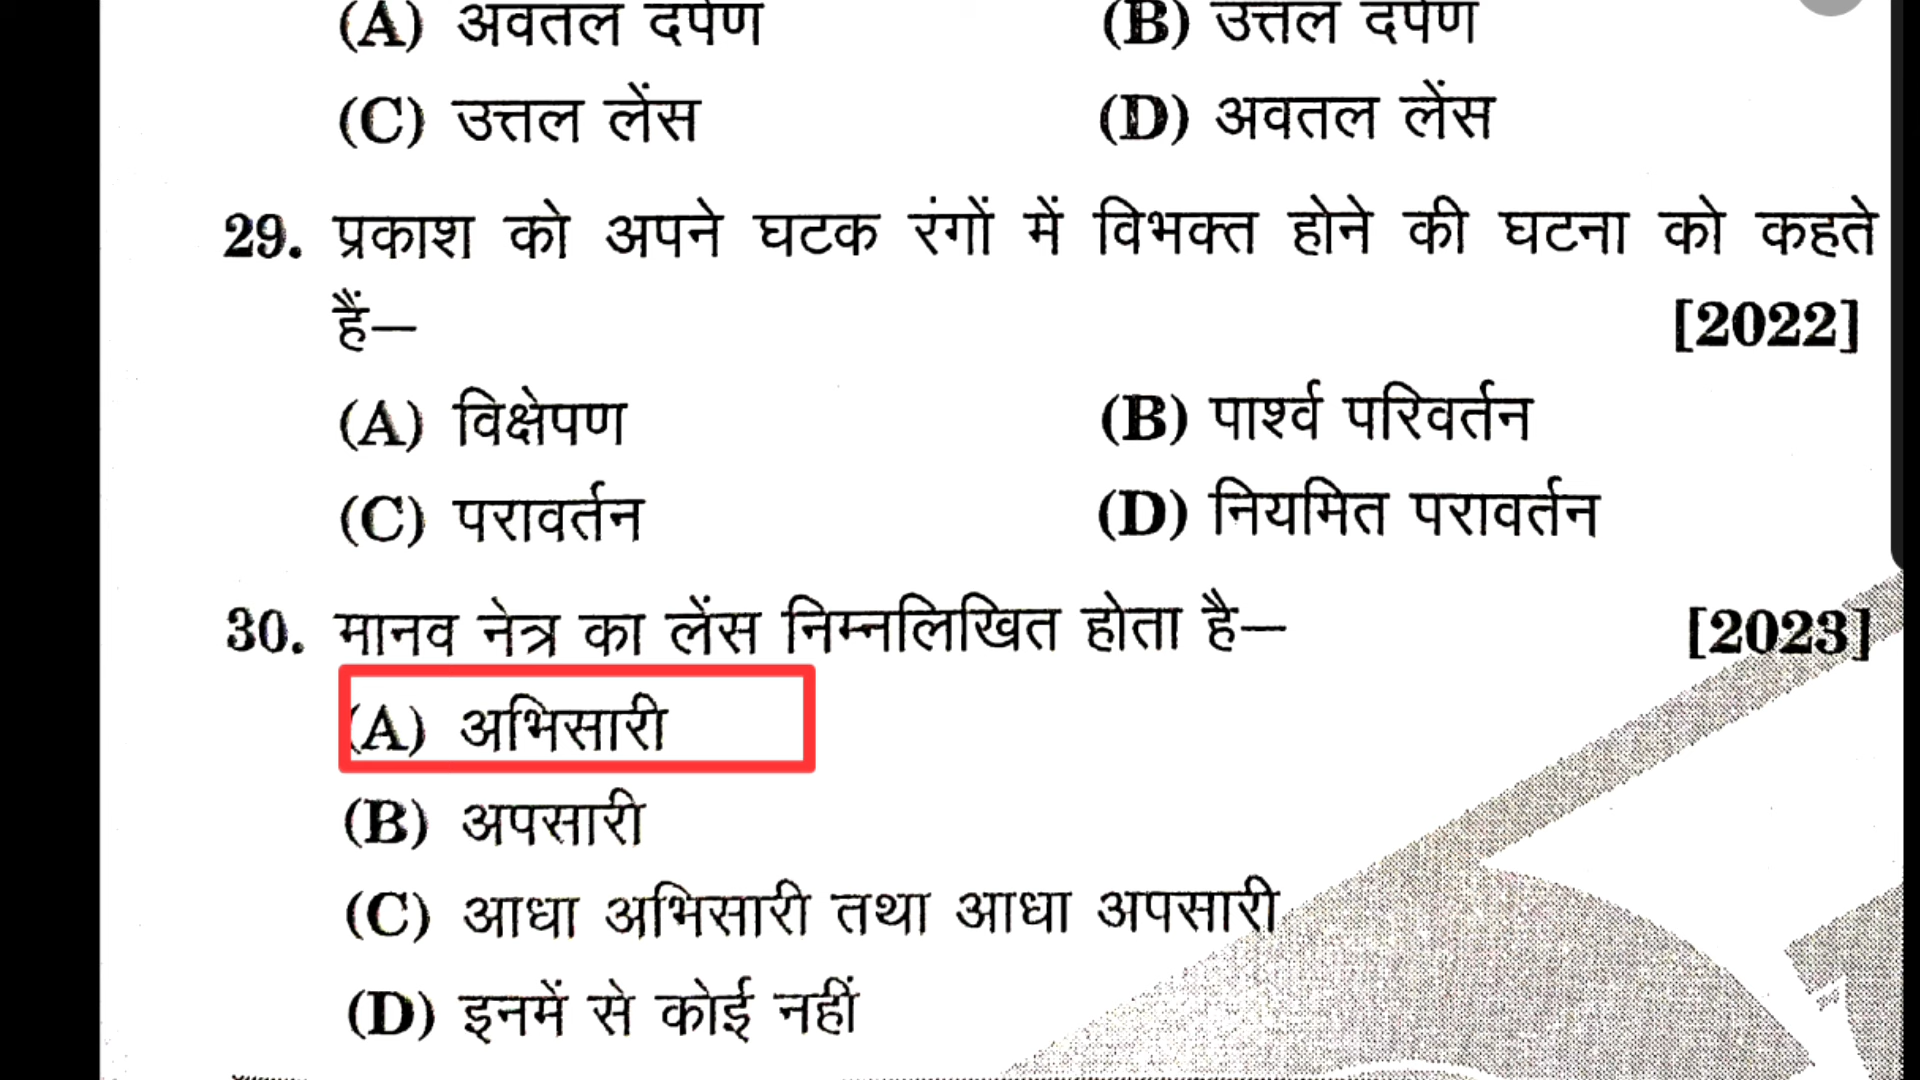 (A) अवतल दर्पण (B) उत्तल दर्पण
(C) उत्तल लेंस (D) अवतल लेंस
29. प्रकाश को अपने घटक रंगों में विभक्त होने की घटना को कहते
हैं— [2022]
(A) विक्षेपण (B) पार्श्व परिवर्तन
(C) परावर्तन (D) नियमित परावर्तन
30. मानव नेत्र का लेंस निम्नलिखित होता है— [2023]
(A) अभिसारी
(B) अपसारी
(C) आधा अभिसारी तथा आधा अपसारी
(D) इनमें से कोई नहीं